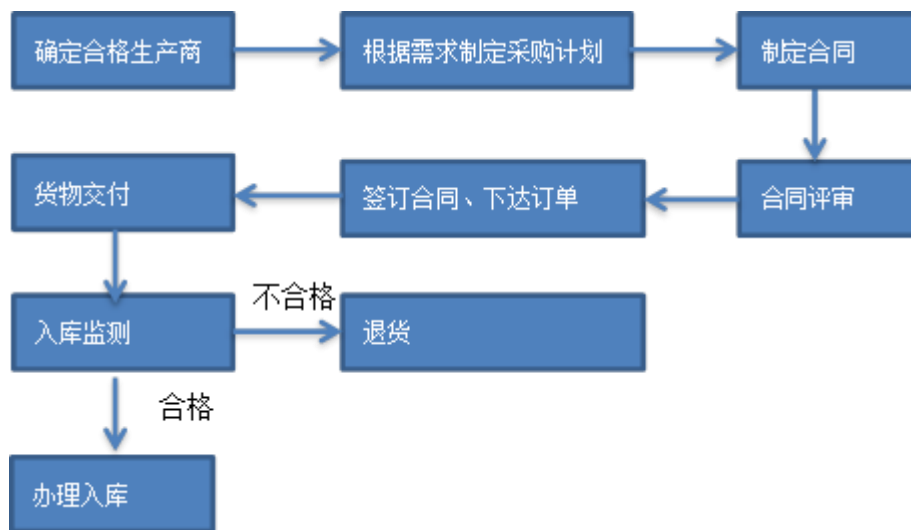 确定合格生产商
根据需求制定采购计划
制定合同
货物交付
签订合同、下达订单
合同评审
不合格
入库监测
退货
合格
办理入库